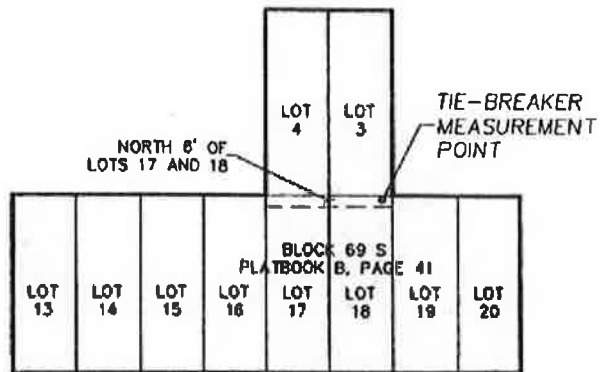 LOT
4
LOT
3
TIE-BREAKER
MEASUREMENT
POINT
NORTH 6' OF
LOTS 17 AND 18
BLOCK 69 S
PLATBOOK B, PAGE 41
LOT
13
LOT
14
LOT
15
LOT
16
LOT
17
LOT
18
LOT
19
LOT
20